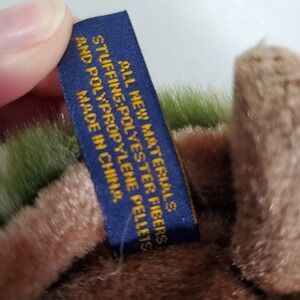 ALL NEW MATERIALS
STUFFING:POLYESTER FIBERS
AND POLYPROPYLENE PELLETS
MADE IN CHINA